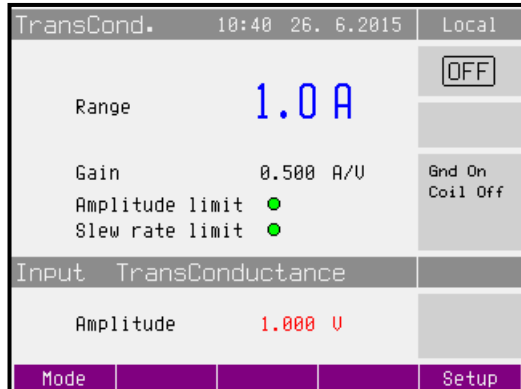 TransCond. 10:40 26. 6.2015 Local
OFF
Range 1.0 A
Gain 0.500 A/V
Gnd On
Coil Off
Amplitude limit
Slew rate limit
Input TransConductance
Amplitude 1.000 V
Mode Setup